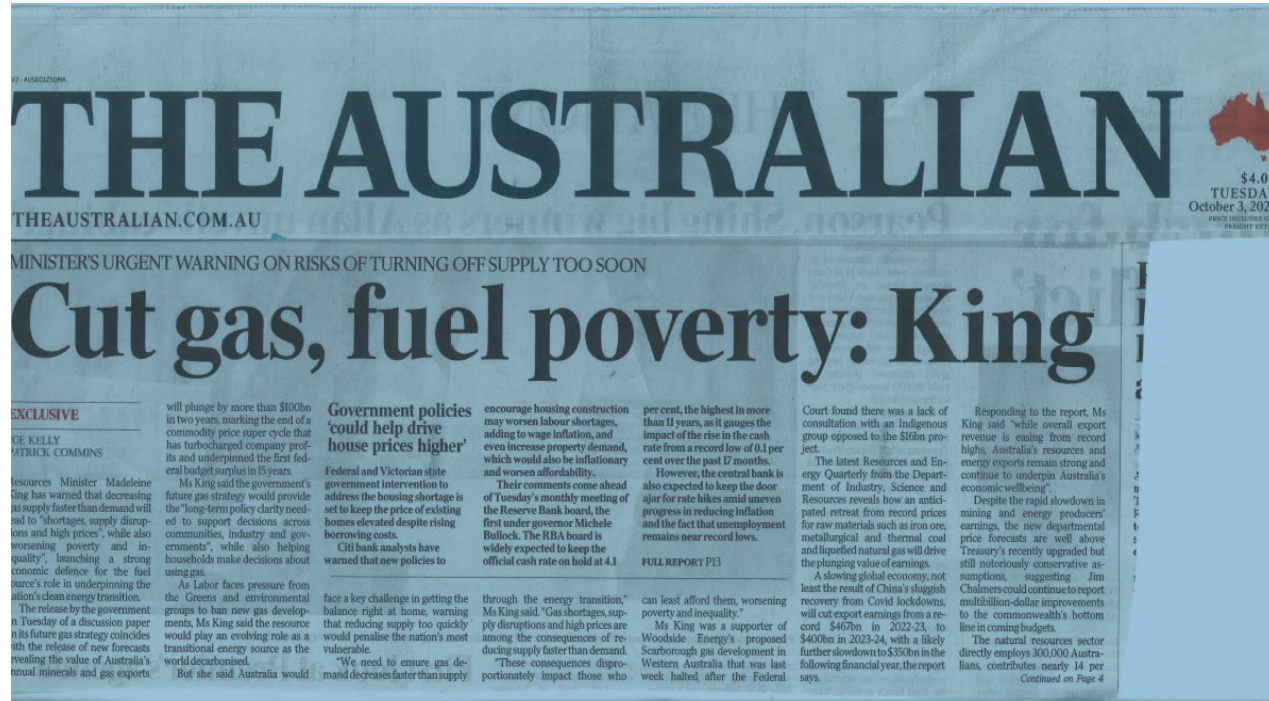 V2 - AUSE01Z50MA
THE AUSTRALIAN
THEAUSTRALIAN.COM.AU
$4.0
TUESDA
October 3, 202
PRICE INCLUDES G
FREIGHT EXT
MINISTER'S URGENT WARNING ON RISKS OF TURNING OFF SUPPLY TOO SOON
Cut gas, fuel poverty: King
EXCLUSIVE
CE KELLY
ATRICK COMMINS
esources Minister Madeleine
King has warned that decreasing
as supply faster than demand will
ead to "shortages, supply disrup-
ions and high prices", while also
worsening poverty and in-
quality", launching a strong
conomic defence for the fuel
ource's role in underpinning the
ation's clean energy transition.
The release by the government
n Tuesday of a discussion paper
n its future gas strategy coincides
ith the release of new forecasts
evealing the value of Australia's
nnual minerals and gas exports
will plunge by more than $100bn
in two years, marking the end of a
commodity price super cycle that
has turbocharged company prof-
its and underpinned the first fed-
eral budget surplus in 15 years.
Ms King said the government's
future gas strategy would provide
the "long-term policy clarity need-
ed to support decisions across
communities, industry and gov-
ernments", while also helping
households make decisions about
using gas.
As Labor faces pressure from
the Greens and environmental
groups to ban new gas develop-
ments, Ms King said the resource
would play an evolving role as a
transitional energy source as the
world decarbonised.
But she said Australia would
Government policies
'could help drive
house prices higher'
Federal and Victorian state
government intervention to
address the housing shortage is
set to keep the price of existing
homes elevated despite rising
borrowing costs.
Citi bank analysts have
warned that new policies to
encourage housing construction
may worsen labour shortages,
adding to wage inflation, and
even increase property demand,
which would also be inflationary
and worsen affordability.
Their comments come ahead
of Tuesday's monthly meeting of
the Reserve Bank board, the
first under governor Michele
Bullock. The RBA board is
widely expected to keep the
official cash rate on hold at 4.1
per cent, the highest in more
than 11 years, as it gauges the
impact of the rise in the cash
rate from a record low of 0.1 per
cent over the past 17 months.
However, the central bank is
also expected to keep the door
ajar for rate hikes amid uneven
progress in reducing inflation
and the fact that unemployment
remains near record lows.
FULL REPORT P13
face a key challenge in getting the
balance right at home, warning
that reducing supply too quickly
would penalise the nation's most
vulnerable.
"We need to ensure gas de-
mand decreases faster than supply
through the energy transition,"
Ms King said. "Gas shortages, sup-
ply disruptions and high prices are
among the consequences of re-
ducing supply faster than demand.
"These consequences dispro-
portionately impact those who
can least afford them, worsening
poverty and inequality."
Ms King was a supporter of
Woodside Energy's proposed
Scarborough gas development in
Western Australia that was last
week halted after the Federal
Court found there was a lack of
consultation with an Indigenous
group opposed to the $16bn pro-
ject.
The latest Resources and En-
ergy Quarterly from the Depart-
ment of Industry, Science and
Resources reveals how an antici-
pated retreat from record prices
for raw materials such as iron ore,
metallurgical and thermal coal
and liquefied natural gas will drive
the plunging value of earnings.
A slowing global economy, not
least the result of China's sluggish
recovery from Covid lockdowns,
will cut export earnings from a re-
cord $467bn in 2022-23, to
$400bn in 2023-24, with a likely
further slowdown to $350bn in the
following financial year, the report
says.
Responding to the report, Ms
King said "while overall export
revenue is easing from record
highs, Australia's resources and
energy exports remain strong and
continue to underpin Australia's
economic wellbeing".
Despite the rapid slowdown in
mining and energy producers'
earnings, the new departmental
price forecasts are well above
Treasury's recently upgraded but
still notoriously conservative as-
sumptions, suggesting Jim
Chalmers could continue to report
multibillion-dollar improvements
to the commonwealth's bottom
line in coming budgets.
The natural resources sector
directly employs 300,000 Austra-
lians, contributes nearly 14 per
Continued on Page 4